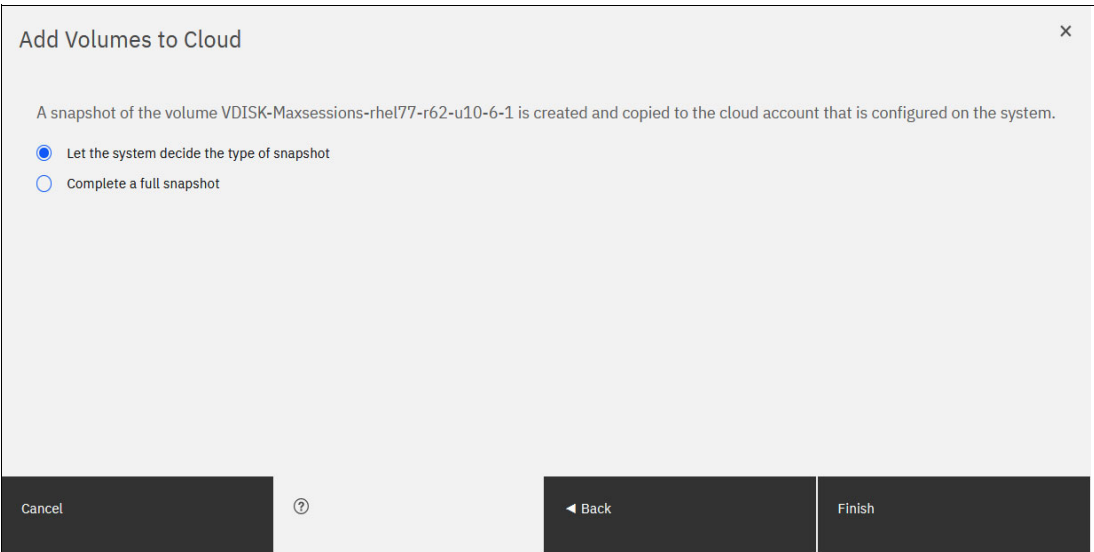 Add Volumes to Cloud
A snapshot of the volume VDISK-Maxsessions-rhel77-r62-u10-6-1 is created and copied to the cloud account that is configured on the system.
Let the system decide the type of snapshot
Complete a full snapshot
Cancel
?
◄ Back
Finish